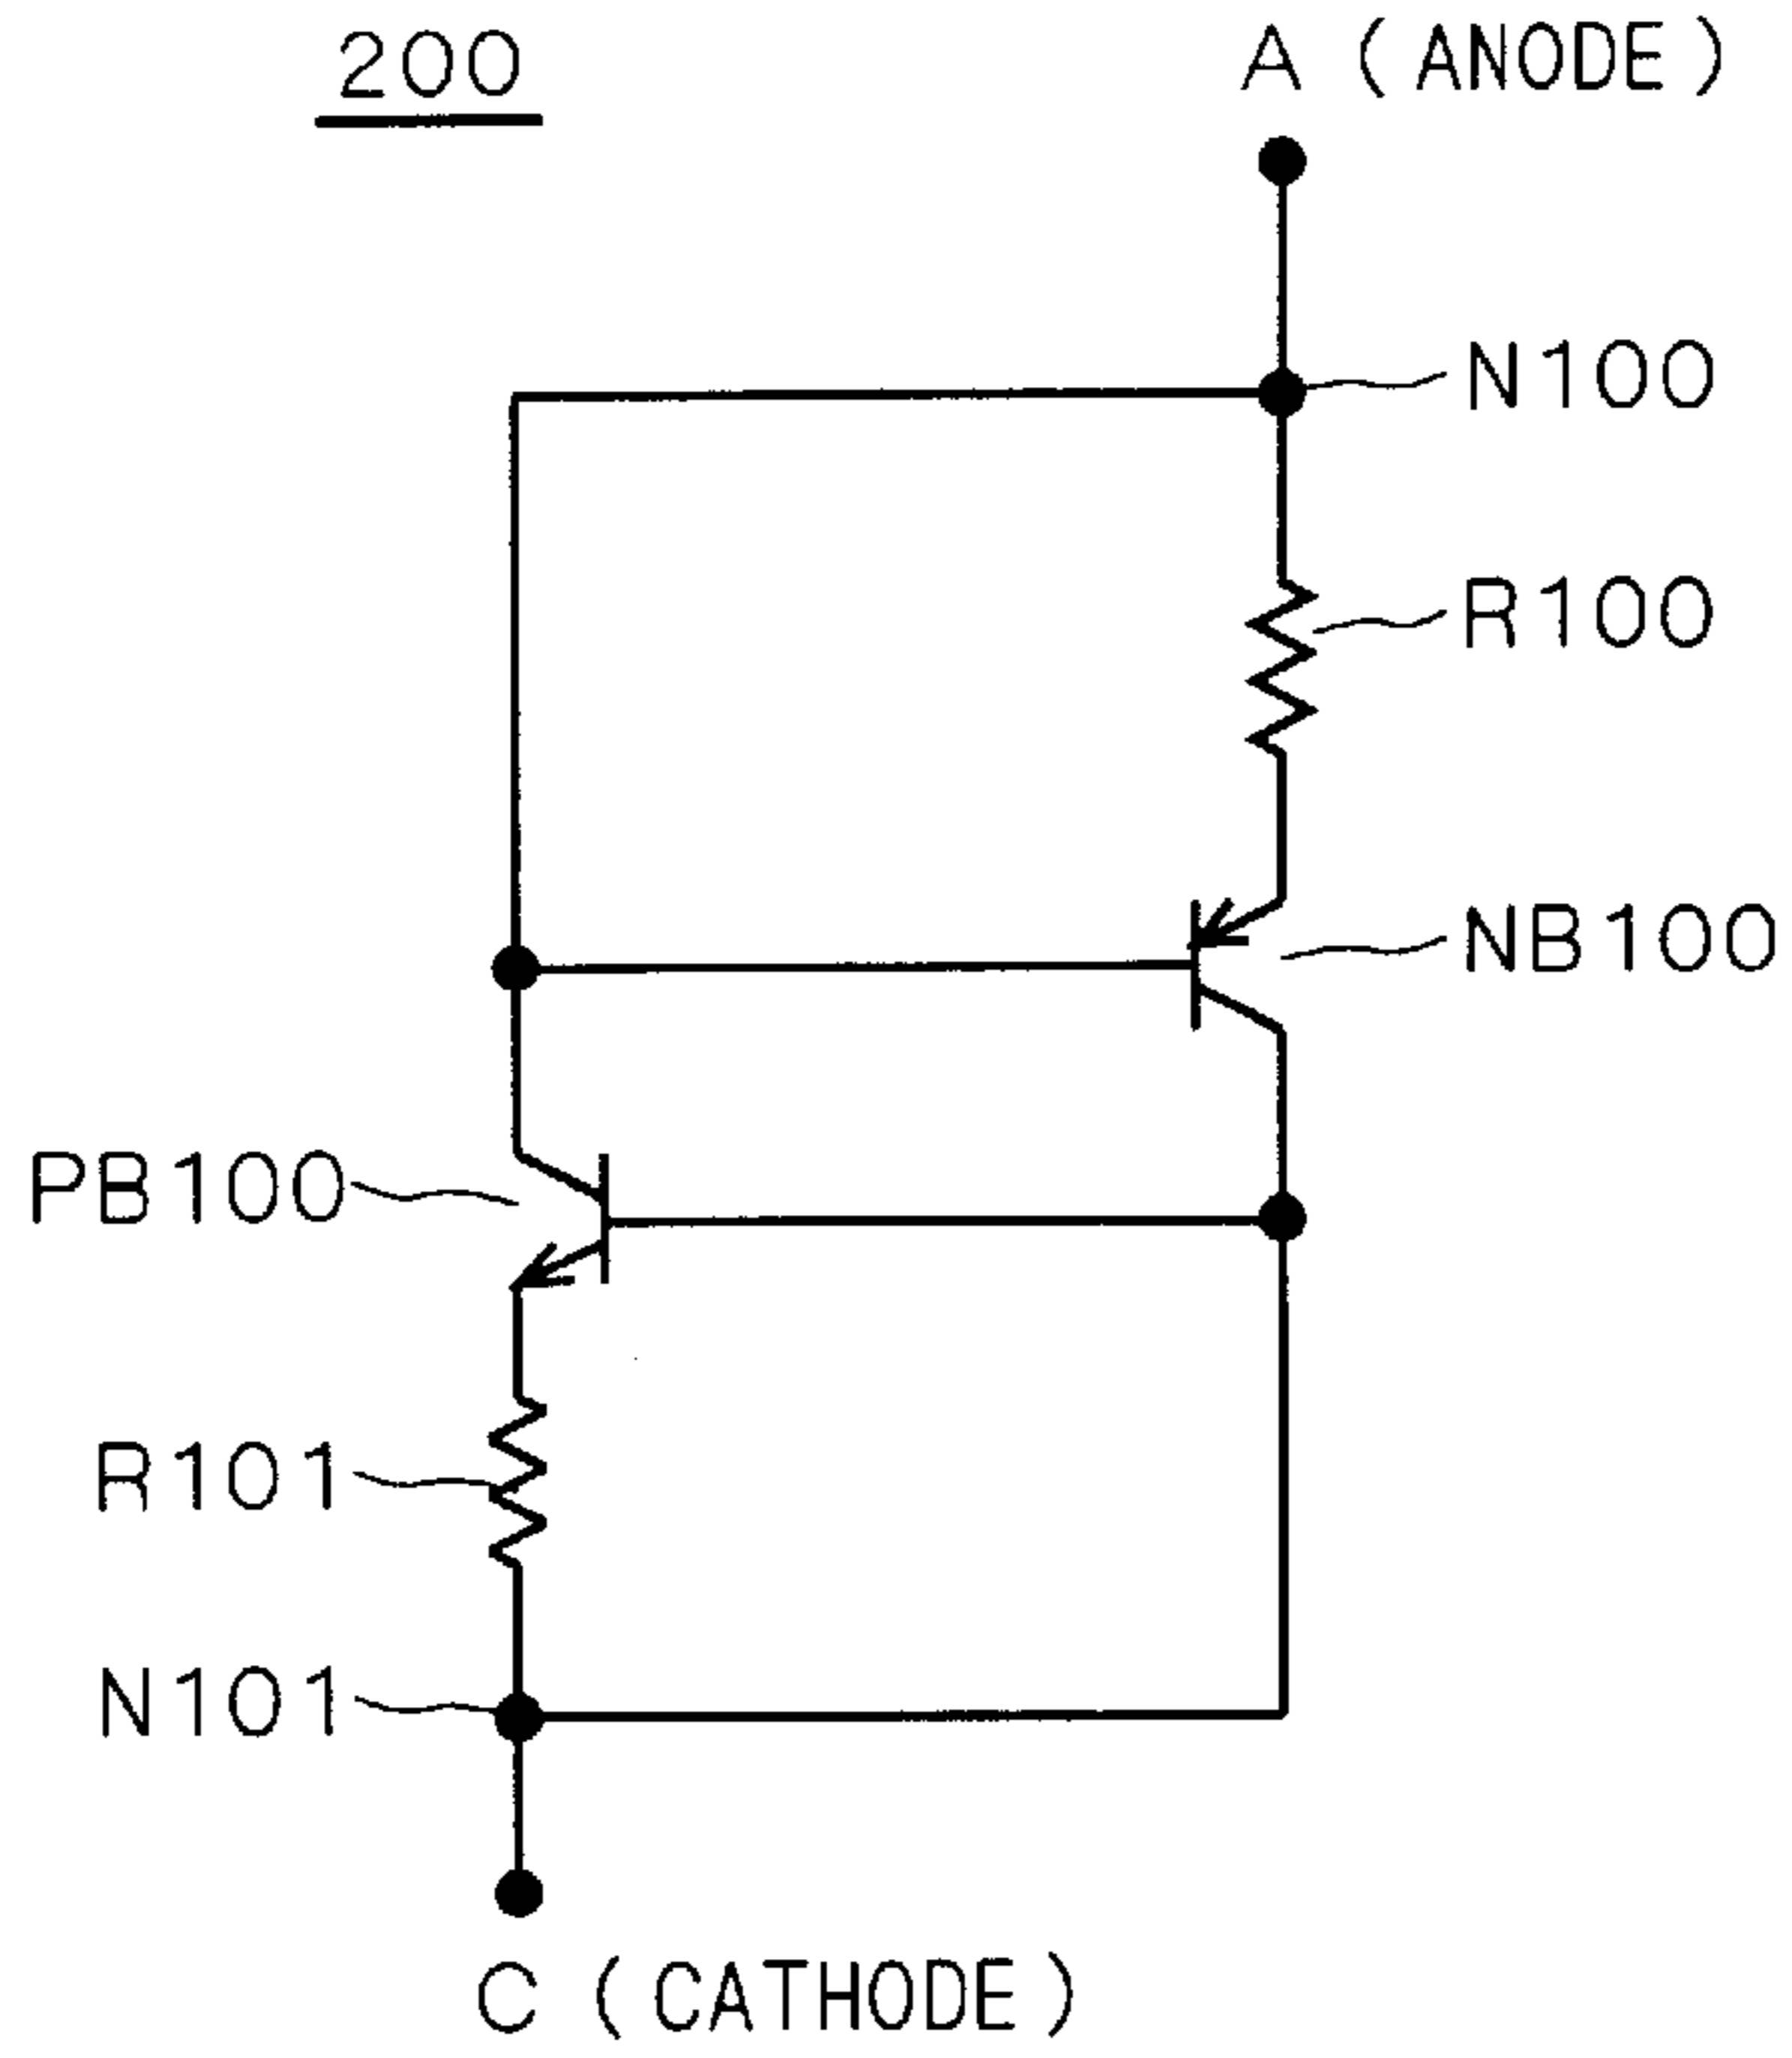 200
A (ANODE)
N100
R100
NB100
PB100
R101
N101
C (CATHODE)